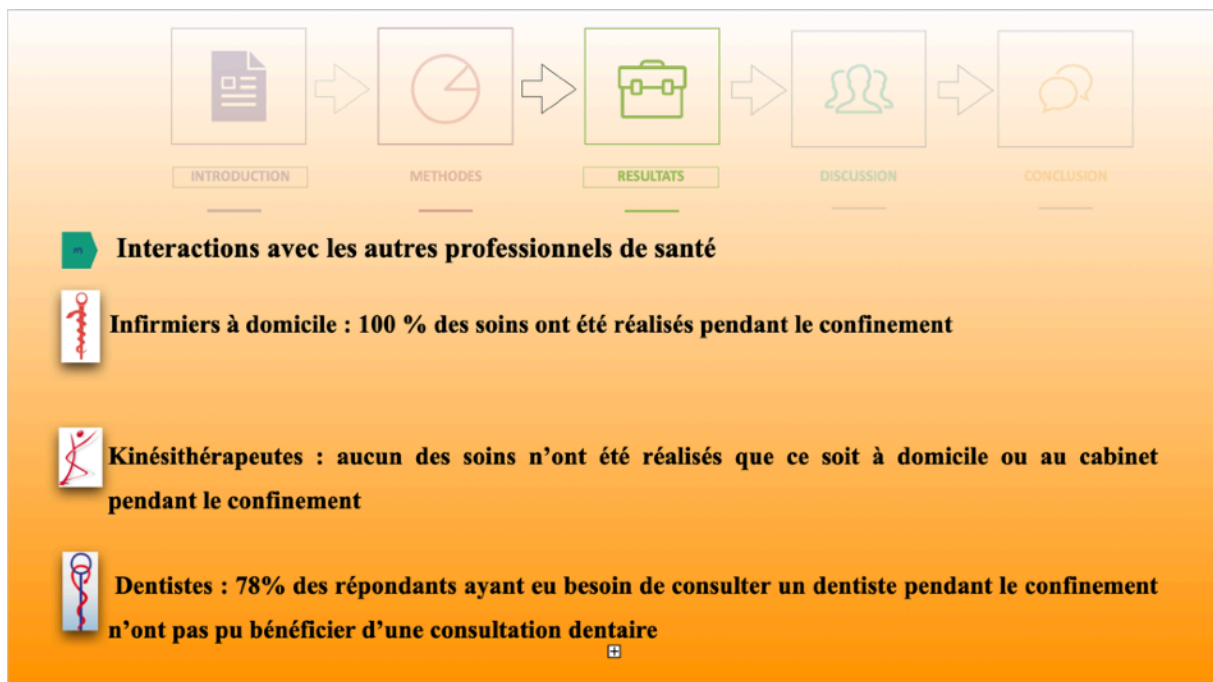 INTRODUCTION
METHODES
RESULTATS
DISCUSSION
CONCLUSION
Interactions avec les autres professionnels de santé
Infirmiers à domicile : 100 % des soins ont été réalisés pendant le confinement
Kinésithérapeutes : aucun des soins n’ont été réalisés que ce soit à domicile ou au cabinet
pendant le confinement
Dentistes : 78% des répondants ayant eu besoin de consulter un dentiste pendant le confinement
n’ont pas pu bénéficier d’une consultation dentaire